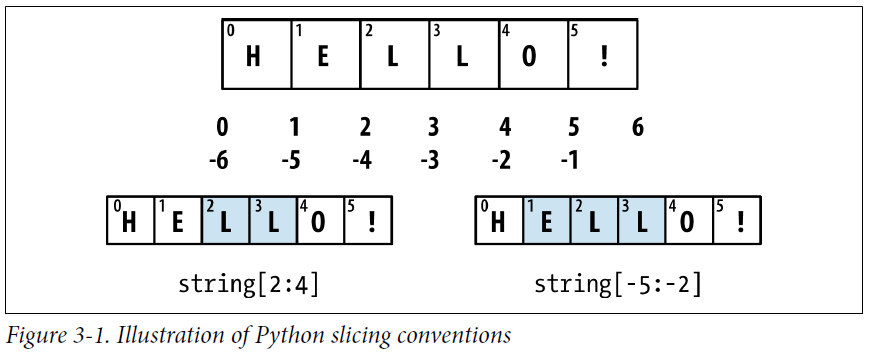 0 1 2 3 4 5
H E L L O !
0 1 2 3 4 5 6
-6 -5 -4 -3 -2 -1
0 1 2 3 4 5
H E L L O !
string[2:4]
0 1 2 3 4 5
H E L L O !
string[-5:-2]
Figure 3-1. Illustration of Python slicing conventions